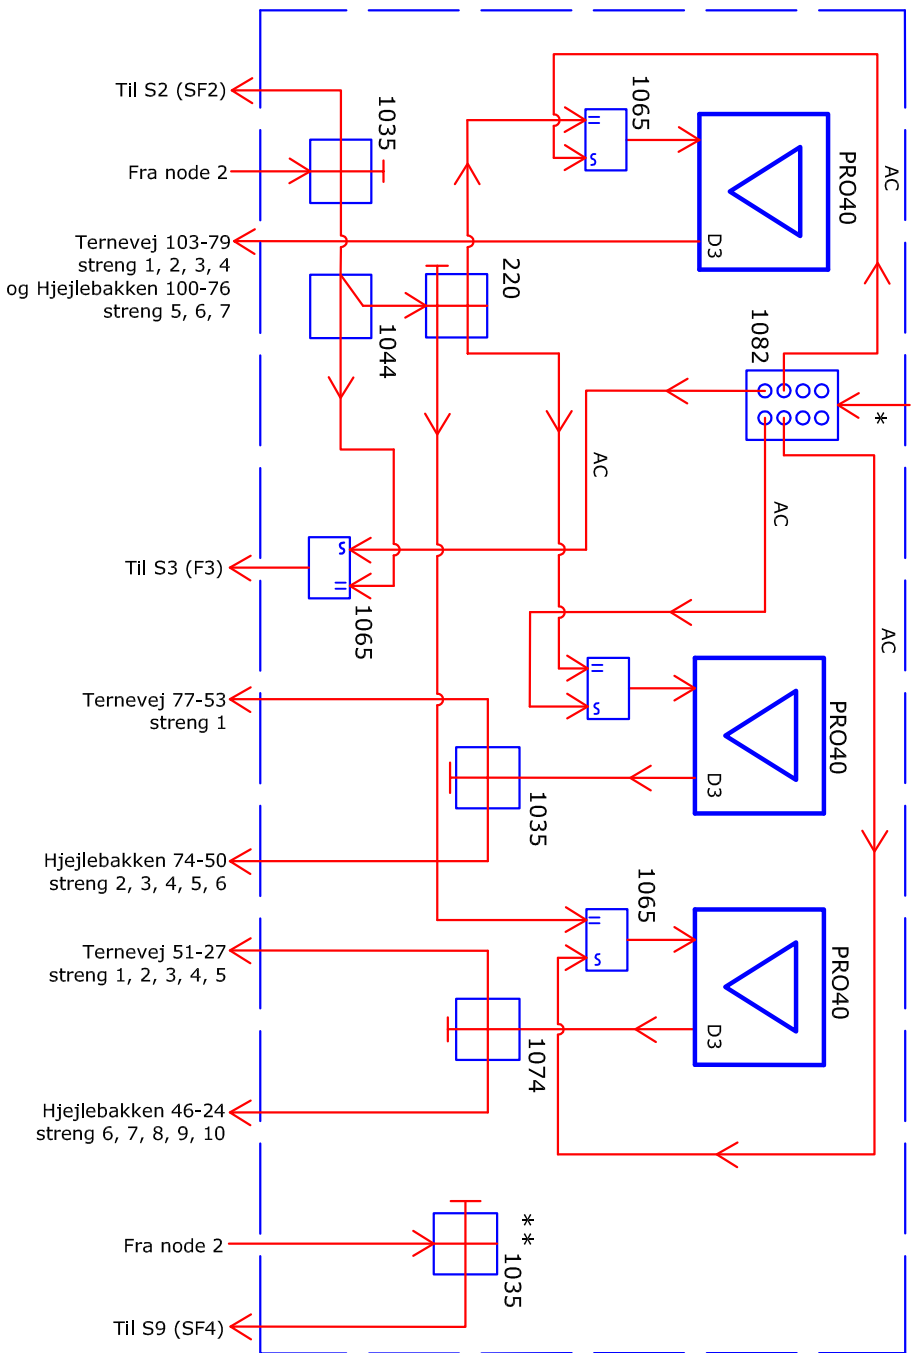 Til S2 (SF2)
1035
Fra node 2
Ternevej 103-79
streng 1, 2, 3, 4
og Hjejlebakken 100-76
streng 5, 6, 7
1044
220
1065
=
S
PRO40
D3
AC
1082
*
AC
AC
AC
Til S3 (F3)
S
=
1065
=
S
PRO40
D3
Ternevej 77-53
streng 1
1035
Hjejlebakken 74-50
streng 2, 3, 4, 5, 6
1065
=
S
PRO40
D3
Ternevej 51-27
streng 1, 2, 3, 4, 5
1074
Hjejlebakken 46-24
streng 6, 7, 8, 9, 10
Fra node 2
**
1035
Til S9 (SF4)